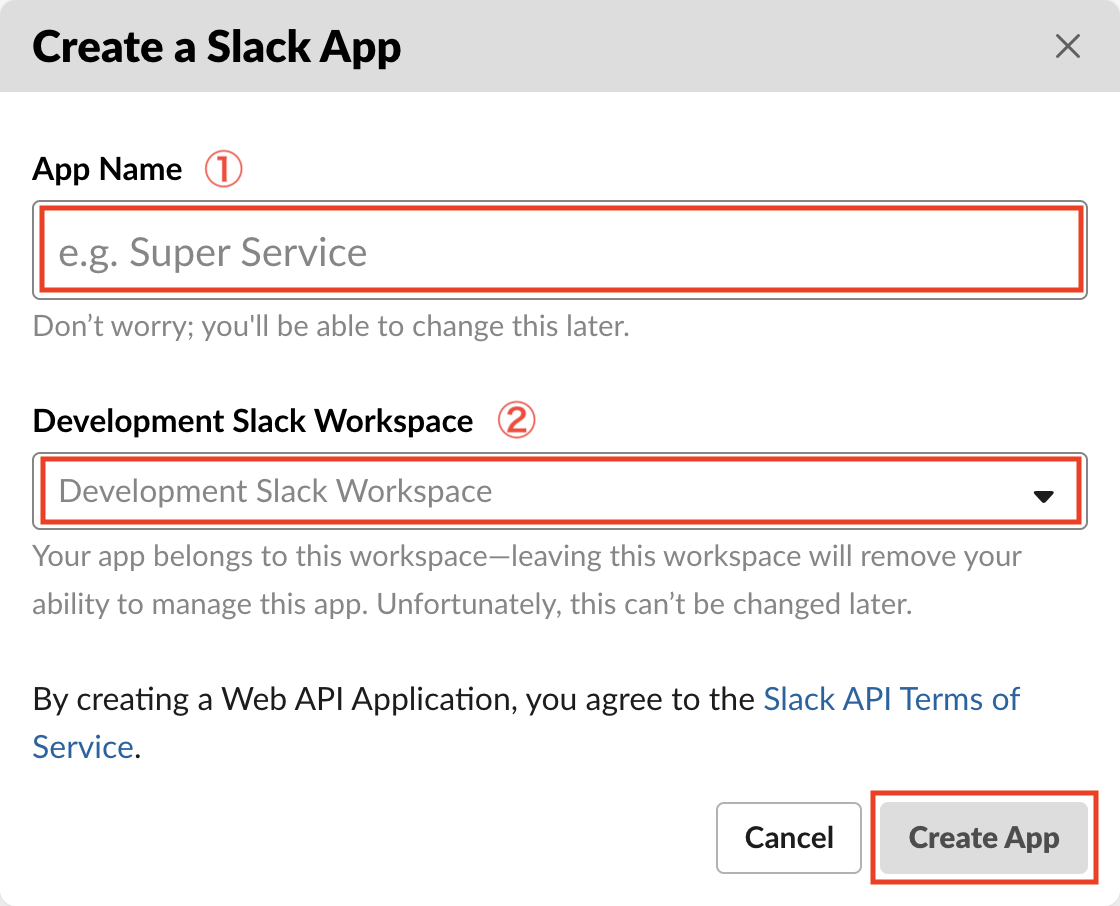 Create a Slack App
App Name ①
e.g. Super Service
Don’t worry; you'll be able to change this later.
Development Slack Workspace ②
Development Slack Workspace
Your app belongs to this workspace—leaving this workspace will remove your
ability to manage this app. Unfortunately, this can’t be changed later.
By creating a Web API Application, you agree to the Slack API Terms of
Service.
Cancel Create App